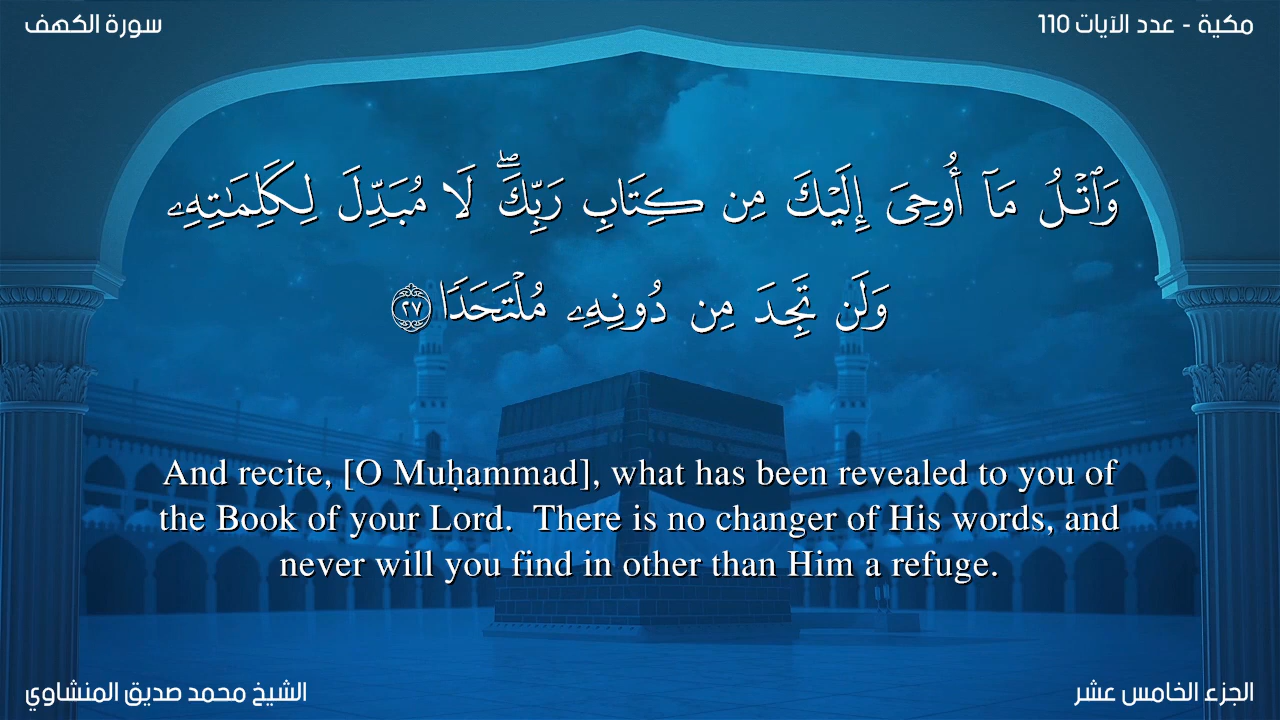 سورة الكهف
مكية - عدد الآيات 110
وَٱتۡلُ مَآ أُوحِيَ إِلَيۡكَ مِن كِتَابِ رَبِّكَۖ لَا مُبَدِّلَ لِكَلِمَٰتِهِۦ
وَلَن تَجِدَ مِن دُونِهِۦ مُلۡتَحَدٗا ٢٧
And recite, [O Muḥammad], what has been revealed to you of
the Book of your Lord.  There is no changer of His words, and
never will you find in other than Him a refuge.
الشيخ محمد صديق المنشاوي
الجزء الخامس عشر